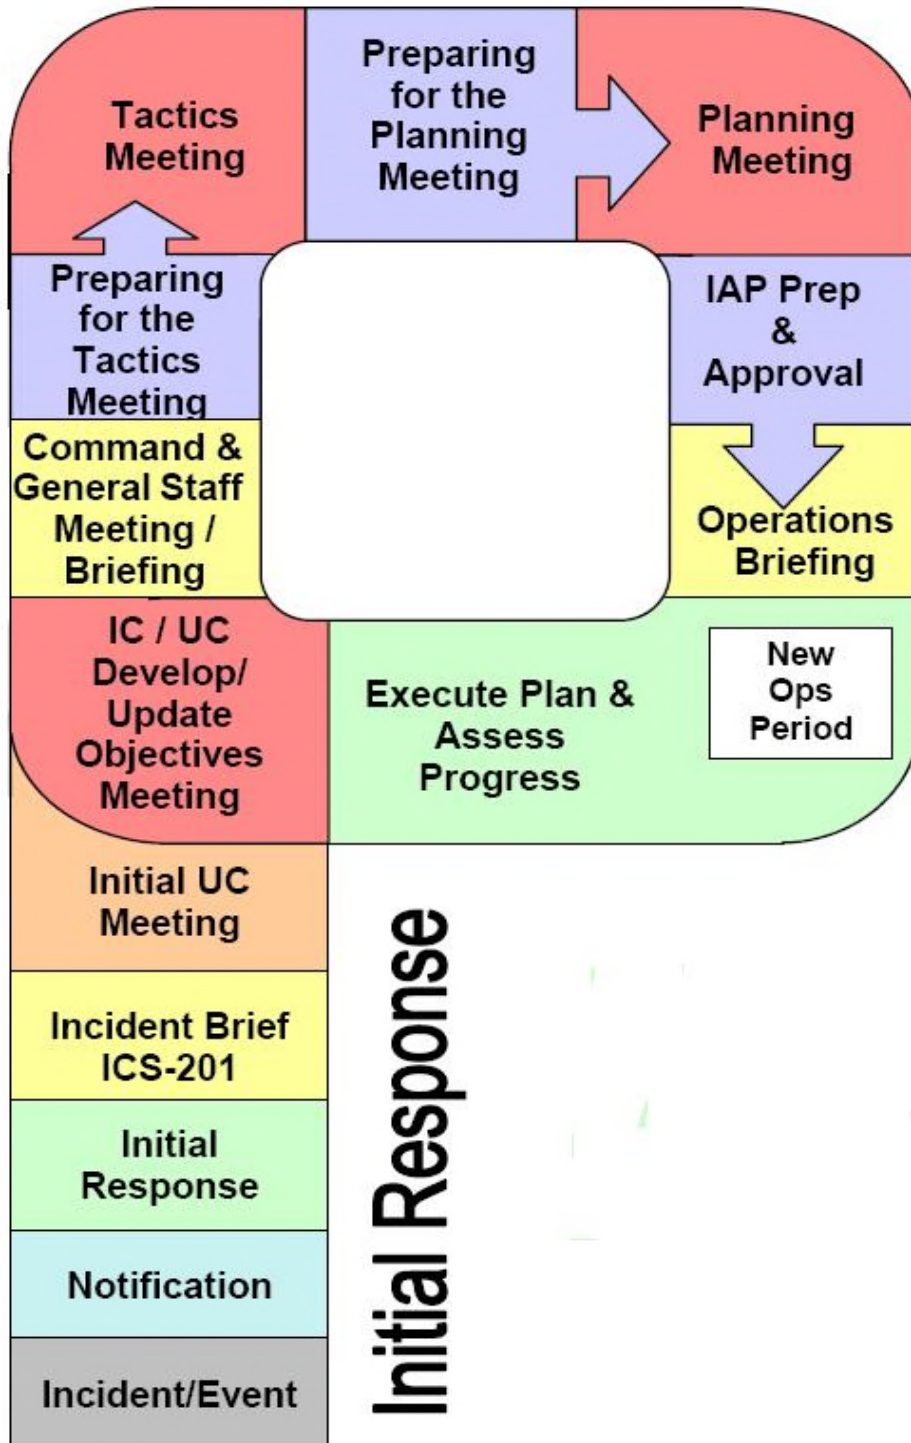 Tactics
Meeting
Preparing
for the
Planning
Meeting
Planning
Meeting
Preparing
for the
Tactics
Meeting
IAP Prep
&
Approval
Command &
General Staff
Meeting /
Briefing
Operations
Briefing
IC / UC
Develop/
Update
Objectives
Meeting
Execute Plan &
Assess
Progress
New
Ops
Period
Initial UC
Meeting
Incident Brief
ICS-201
Initial
Response
Notification
Incident/Event
Initial Response